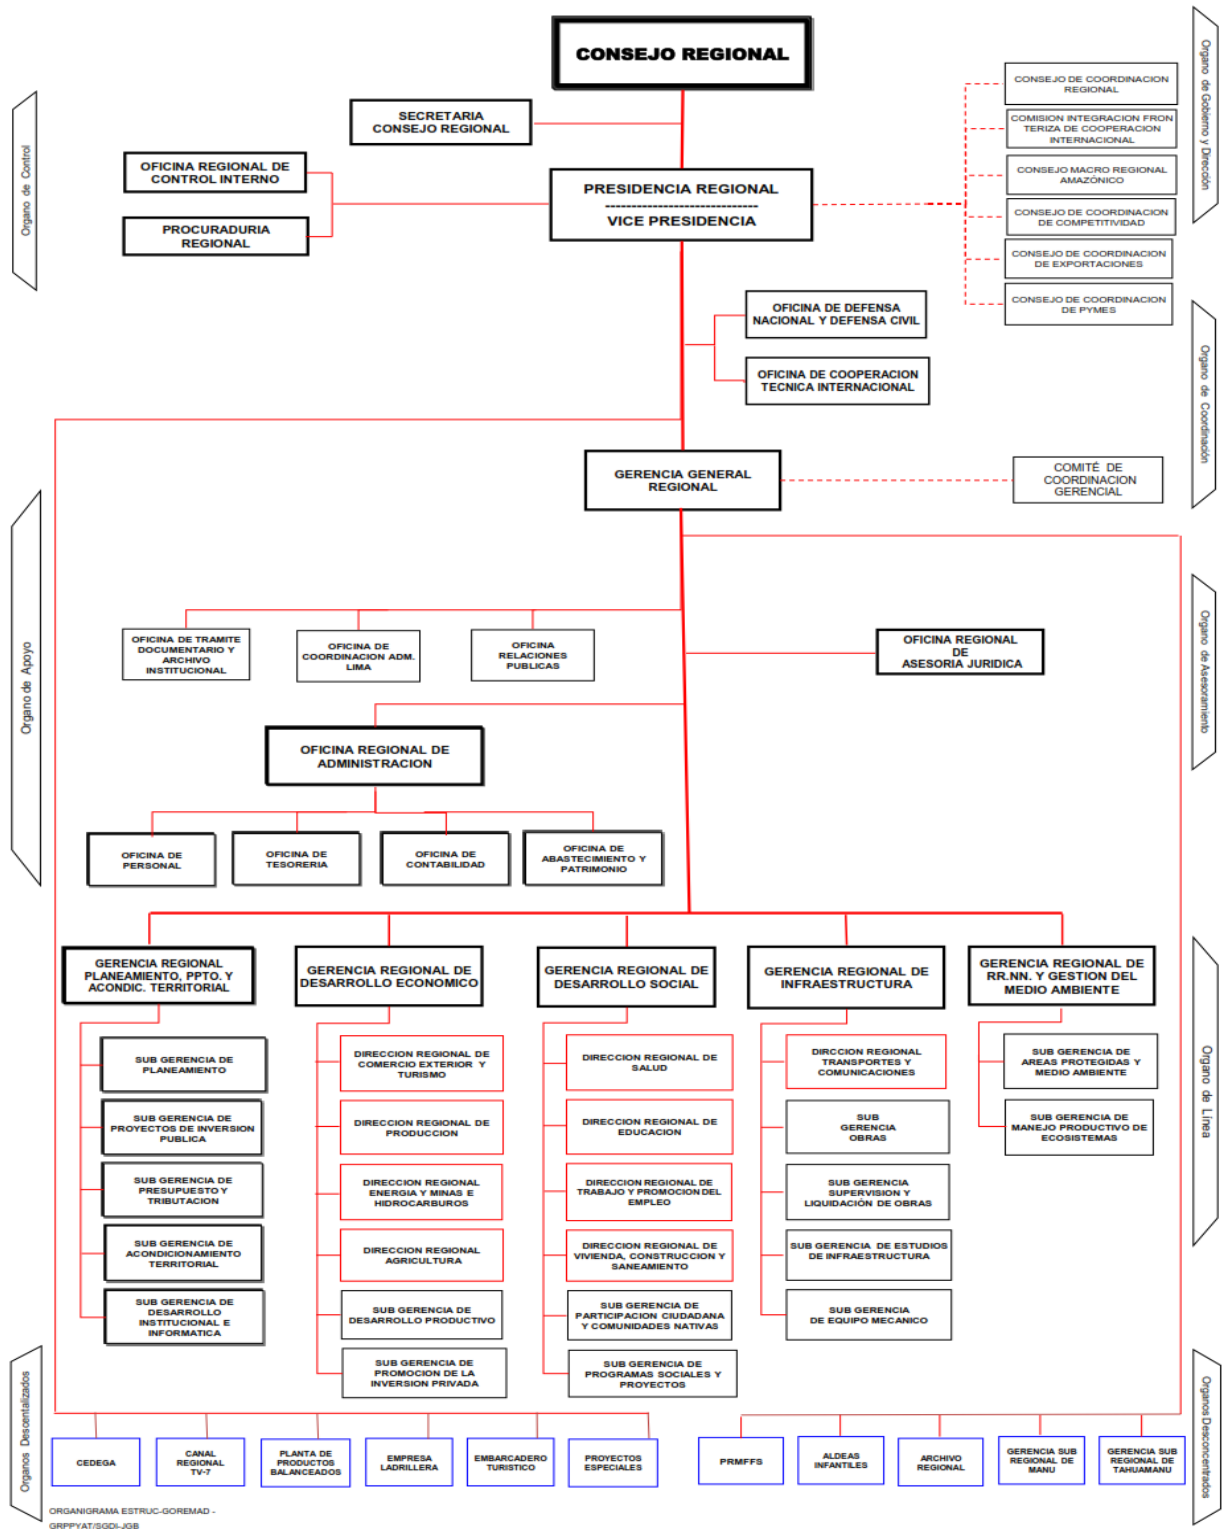 CONSEJO REGIONAL
SECRETARIA
CONSEJO REGIONAL
OFICINA REGIONAL DE
CONTROL INTERNO
PROCURADURIA
REGIONAL
PRESIDENCIA REGIONAL
------------------------------
VICE PRESIDENCIA
CONSEJO DE COORDINACION
REGIONAL
COMISION INTEGRACION FRON
TERIZA DE COOPERACION
INTERNACIONAL
CONSEJO MACRO REGIONAL
AMAZÓNICO
CONSEJO DE COORDINACION
DE COMPETITIVIDAD
CONSEJO DE COORDINACION
DE EXPORTACIONES
CONSEJO DE COORDINACION
DE PYMES
Organo de Control
Organo de Gobierno y Dirección
OFICINA DE DEFENSA
NACIONAL Y DEFENSA CIVIL
OFICINA DE COOPERACION
TECNICA INTERNACIONAL
Organo de Coordinación
GERENCIA GENERAL
REGIONAL
COMITÉ DE
COORDINACION
GERENCIAL
OFICINA DE TRAMITE
DOCUMENTARIO Y
ARCHIVO
INSTITUCIONAL
OFICINA DE
COORDINACION ADM.
LIMA
OFICINA
RELACIONES
PUBLICAS
OFICINA REGIONAL
DE
ASESORIA JURIDICA
Organo de Apoyo
Organo de Asesoramiento
OFICINA REGIONAL DE
ADMINISTRACION
OFICINA DE
PERSONAL
OFICINA DE
TESORERIA
OFICINA DE
CONTABILIDAD
OFICINA DE
ABASTECIMIENTO Y
PATRIMONIO
GERENCIA REGIONAL
PLANEAMIENTO, PPTO. Y
ACONDIC. TERRITORIAL
GERENCIA REGIONAL DE
DESARROLLO ECONOMICO
GERENCIA REGIONAL DE
DESARROLLO SOCIAL
GERENCIA REGIONAL DE
INFRAESTRUCTURA
GERENCIA REGIONAL DE
RR.NN. Y GESTION DEL
MEDIO AMBIENTE
SUB GERENCIA DE
PLANEAMIENTO
SUB GERENCIA DE
PROYECTOS DE INVERSION
PUBLICA
SUB GERENCIA DE
PRESUPUESTO Y
TRIBUTACION
SUB GERENCIA DE
ACONDICIONAMIENTO
TERRITORIAL
SUB GERENCIA DE
DESARROLLO
INSTITUCIONAL E
INFORMATICA
DIRECCION REGIONAL DE
COMERCIO EXTERIOR Y
TURISMO
DIRECCION REGIONAL DE
PRODUCCION
DIRECCION REGIONAL
ENERGIA Y MINAS E
HIDROCARBUROS
DIRECCION REGIONAL
AGRICULTURA
SUB GERENCIA DE
DESARROLLO PRODUCTIVO
SUB GERENCIA DE
PROMOCION DE LA
INVERSION PRIVADA
DIRECCION REGIONAL DE
SALUD
DIRECCION REGIONAL DE
EDUCACION
DIRECCION REGIONAL DE
TRABAJO Y PROMOCION DEL
EMPLEO
DIRECCION REGIONAL DE
VIVIENDA, CONSTRUCCION Y
SANEAMIENTO
SUB GERENCIA DE
PARTICIPACION CIUDADANA
Y COMUNIDADES NATIVAS
SUB GERENCIA DE
PROGRAMAS SOCIALES Y
PROYECTOS
DIRCCION REGIONAL
TRANSPORTES Y
COMUNICACIONES
SUB
GERENCIA
OBRAS
SUB GERENCIA
SUPERVISION Y
LIQUIDACIÓN DE OBRAS
SUB GERENCIA DE ESTUDIOS
DE INFRAESTRUCTURA
SUB GERENCIA
DE EQUIPO MECANICO
SUB GERENCIA DE
AREAS PROTEGIDAS Y
MEDIO AMBIENTE
SUB GERENCIA DE
MANEJO PRODUCTIVO DE
ECOSISTEMAS
Organo de Línea
Organos Descentalizados
CEDEGA
CANAL
REGIONAL
TV-7
PLANTA DE
PRODUCTOS
BALANCEADOS
EMPRESA
LADRILLERA
EMBARCADERO
TURISTICO
PROYECTOS
ESPECIALES
PRMFFS
ALDEAS
INFANTILES
ARCHIVO
REGIONAL
GERENCIA SUB
REGIONAL DE
MANU
GERENCIA SUB
REGIONAL DE
TAHUAMANU
Organos Desconcentrados
ORGANIGRAMA ESTRUC-GOREMAD -
GRPPYAT/SGDI-JGB